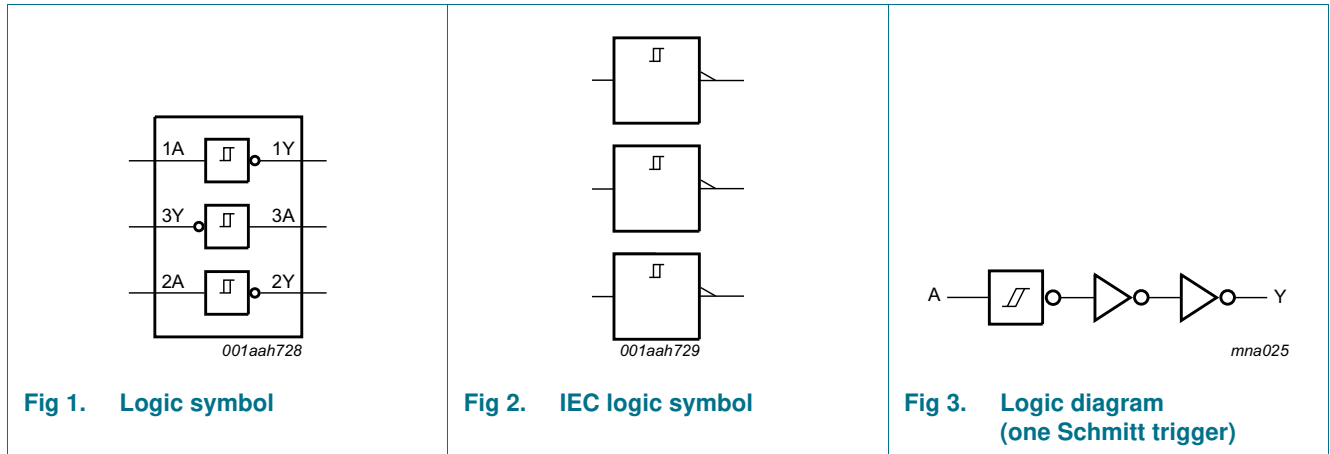 1A 1Y
3Y 3A
2A 2Y
001aah728
Fig 1. Logic symbol
001aah729
Fig 2. IEC logic symbol
A Y
mna025
Fig 3. Logic diagram
(one Schmitt trigger)